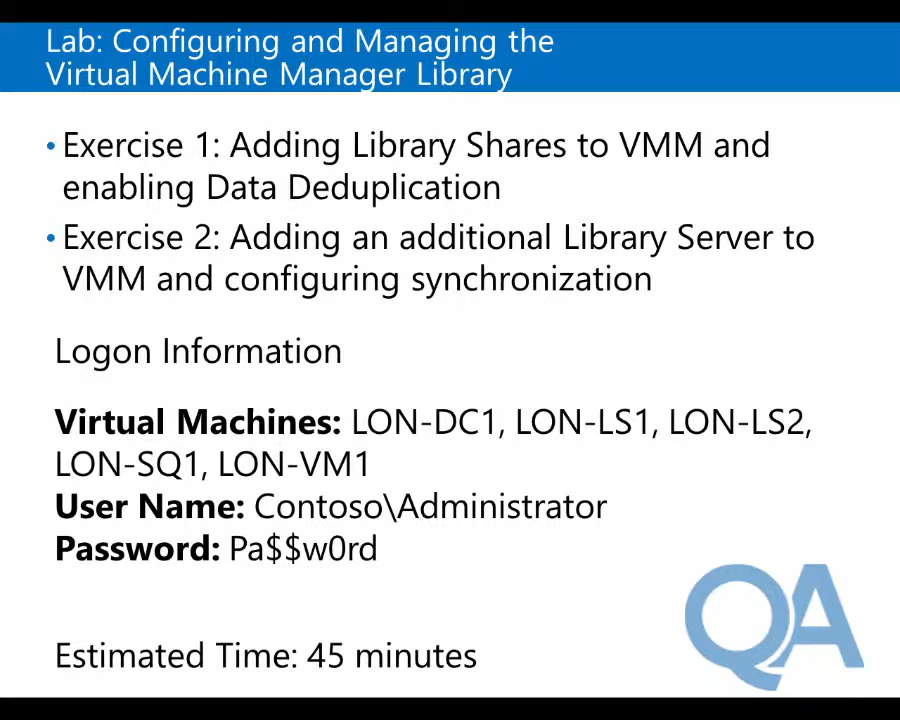 Lab: Configuring and Managing the
Virtual Machine Manager Library
• Exercise 1: Adding Library Shares to VMM and
enabling Data Deduplication
• Exercise 2: Adding an additional Library Server to
VMM and configuring synchronization
Logon Information
Virtual Machines: LON-DC1, LON-LS1, LON-LS2,
LON-SQ1, LON-VM1
User Name: Contoso\Administrator
Password: Pa$$w0rd
Estimated Time: 45 minutes
QA